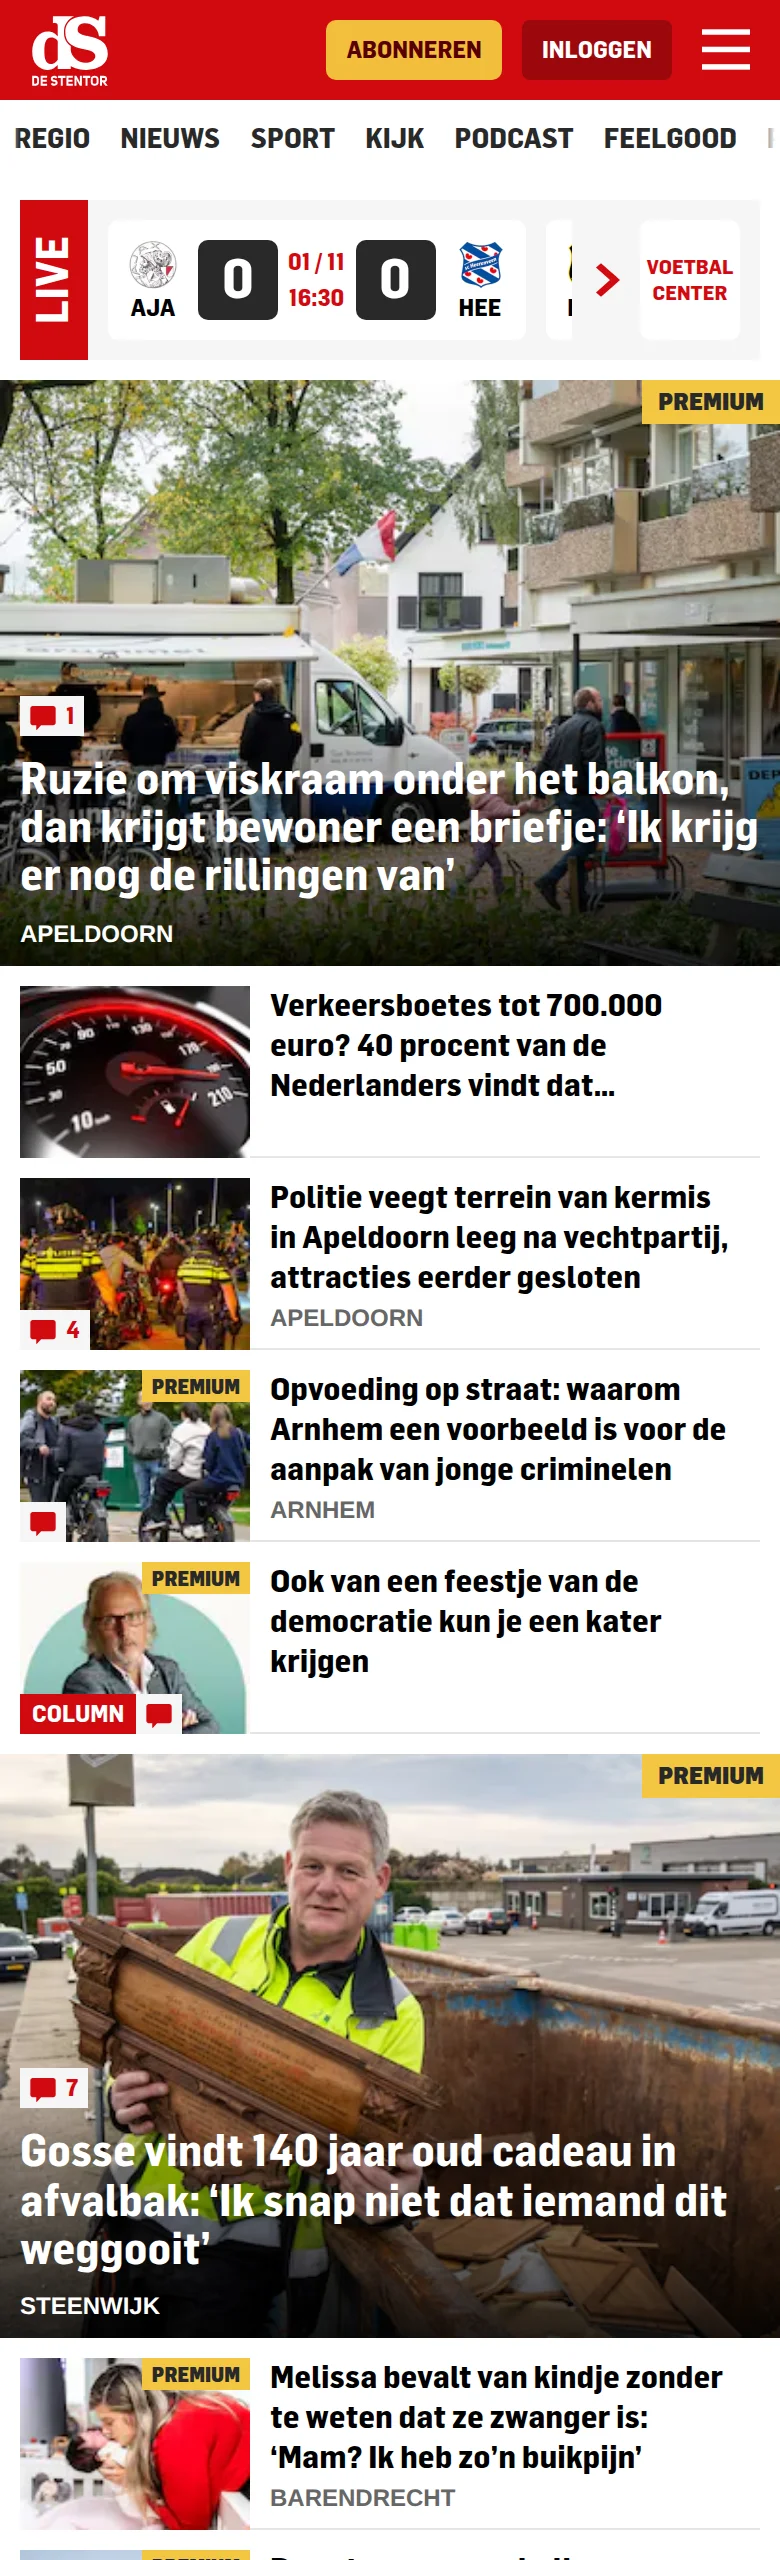 dS
DE STENTOR
ABONNEREN
INLOGGEN
REGIO NIEUWS SPORT KIJK PODCAST FEELGOOD
LIVE
AJA
0
01 / 11
16:30
0
HEE
VOETBAL
CENTER
PREMIUM
1
Ruzie om viskraam onder het balkon,
dan krijgt bewoner een briefje: ‘Ik krijg
er nog de rillingen van’
APELDOORN
Verkeersboetes tot 700.000
euro? 40 procent van de
Nederlanders vindt dat...
Politie veegt terrein van kermis
in Apeldoorn leeg na vechtpartij,
attracties eerder gesloten
APELDOORN
4
PREMIUM
Opvoeding op straat: waarom
Arnhem een voorbeeld is voor de
aanpak van jonge criminelen
ARNHEM
PREMIUM
Ook van een feestje van de
democratie kun je een kater
krijgen
COLUMN
PREMIUM
7
Gosse vindt 140 jaar oud cadeau in
afvalbak: ‘Ik snap niet dat iemand dit
weggooit’
STEENWIJK
PREMIUM
Melissa bevalt van kindje zonder
te weten dat ze zwanger is:
‘Mam? Ik heb zo’n buikpijn’
BARENDRECHT